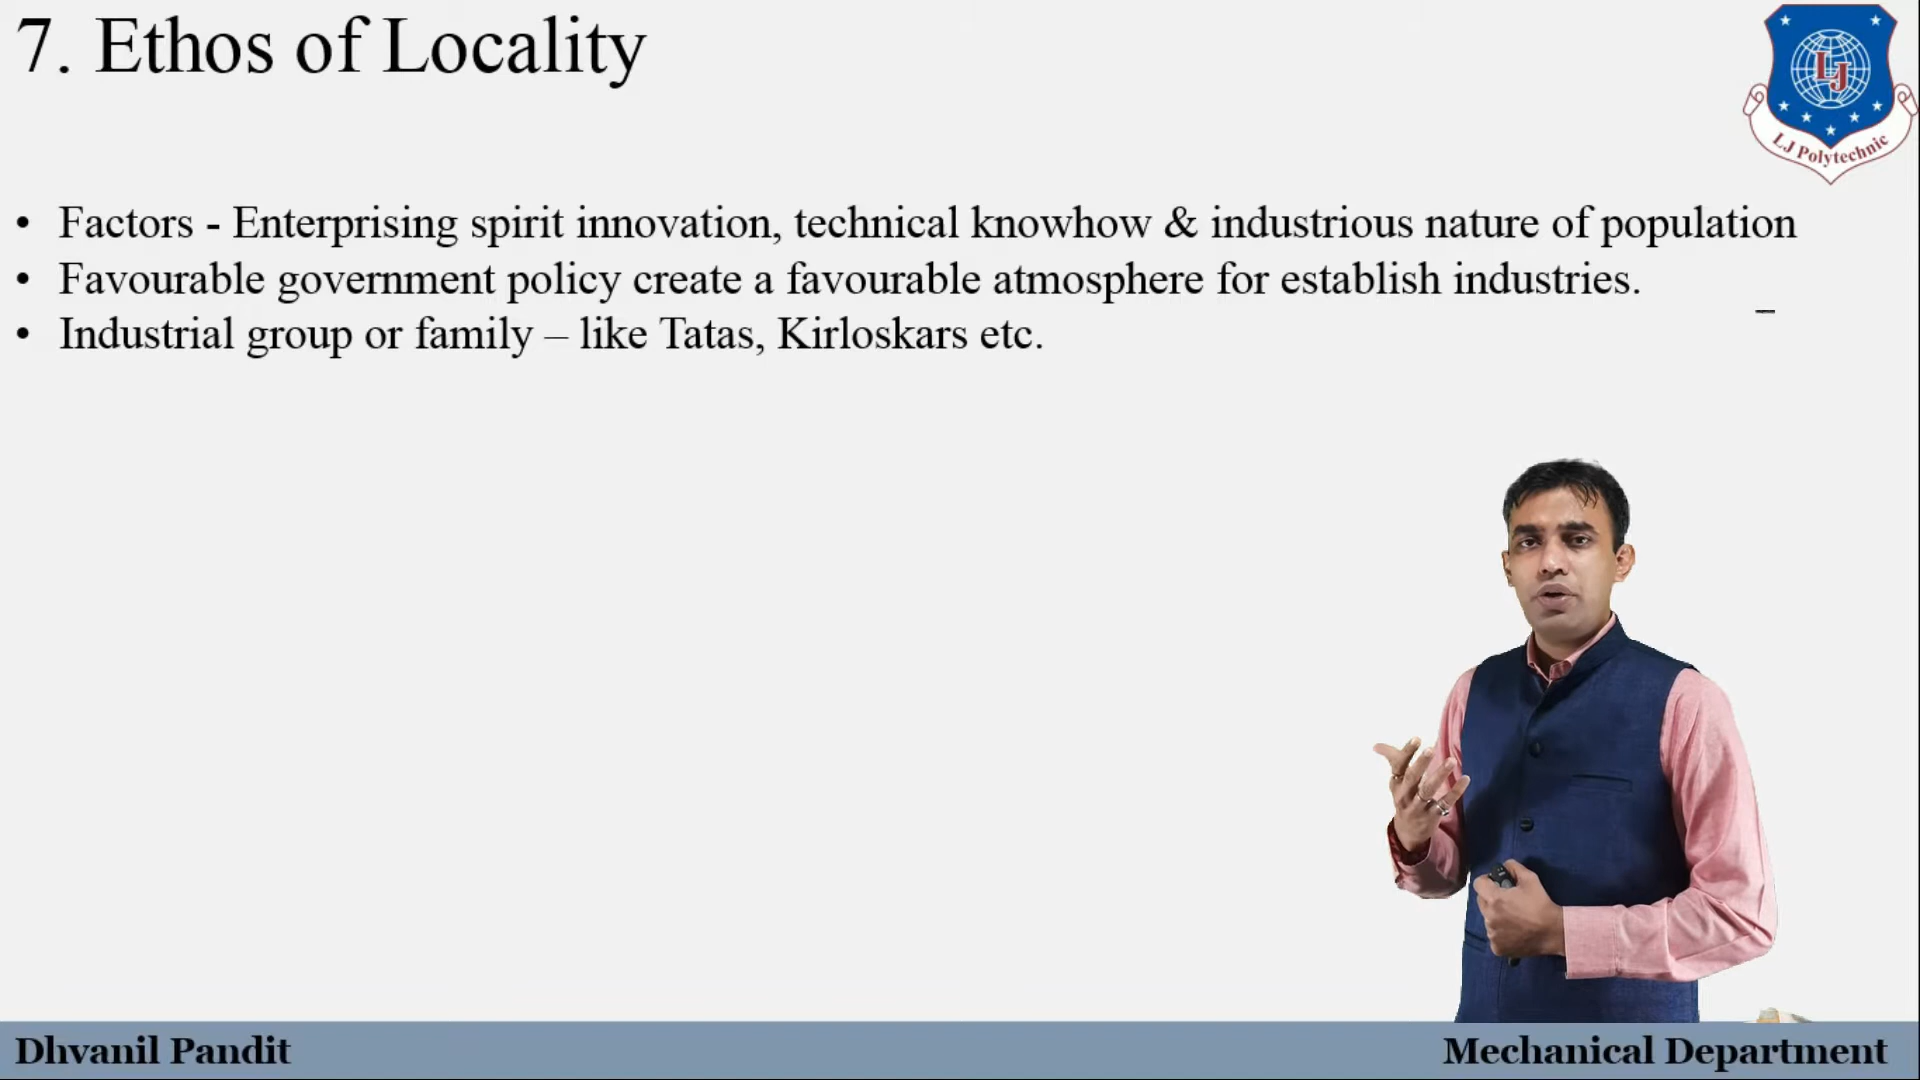 7. Ethos of Locality
LJ
LJ Polytechnic
• Factors - Enterprising spirit innovation, technical knowhow & industrious nature of population
• Favourable government policy create a favourable atmosphere for establish industries.
• Industrial group or family – like Tatas, Kirloskars etc.
Dhvanil Pandit
Mechanical Department